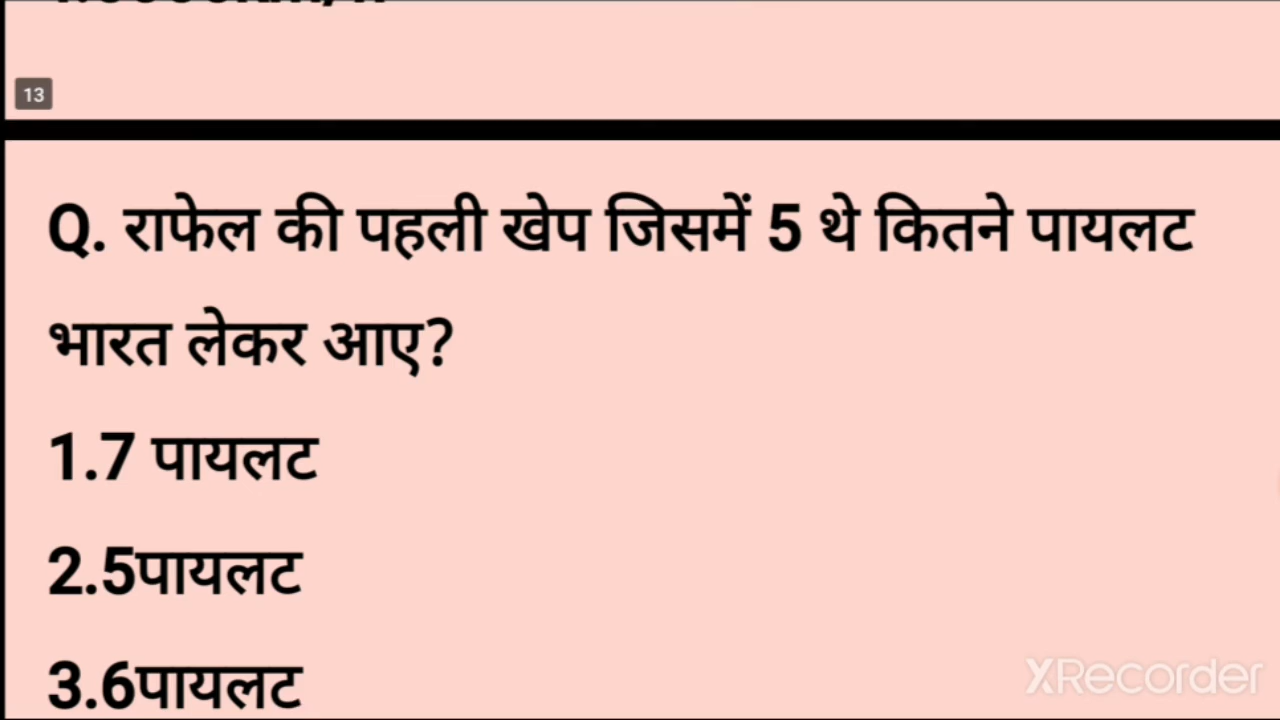 13
Q. राफेल की पहली खेप जिसमें 5 थे कितने पायलट
भारत लेकर आए?
1.7 पायलट
2.5पायलट
3.6पायलट
XRecorder